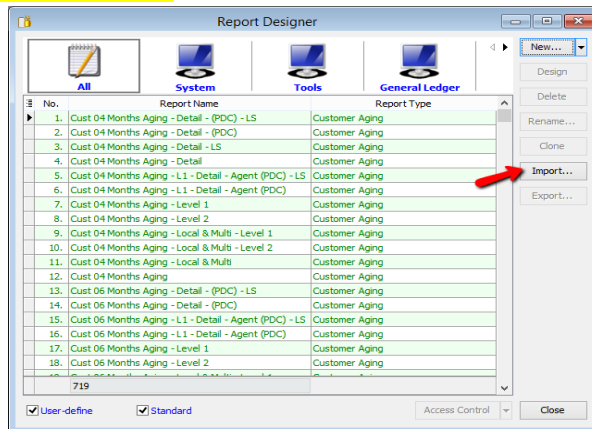 Report Designer
All
System
Tools
General Ledger
New...
Design
Delete
Rename...
Clone
Import...
Export...
No. Report Name Report Type
1. Cust 04 Months Aging - Detail - (PDC) - LS Customer Aging
2. Cust 04 Months Aging - Detail - (PDC) Customer Aging
3. Cust 04 Months Aging - Detail - LS Customer Aging
4. Cust 04 Months Aging - Detail Customer Aging
5. Cust 04 Months Aging - L1 - Detail - Agent (PDC) - LS Customer Aging
6. Cust 04 Months Aging - L1 - Detail - Agent (PDC) Customer Aging
7. Cust 04 Months Aging - Level 1 Customer Aging
8. Cust 04 Months Aging - Level 2 Customer Aging
9. Cust 04 Months Aging - Local & Multi - Level 1 Customer Aging
10. Cust 04 Months Aging - Local & Multi - Level 2 Customer Aging
11. Cust 04 Months Aging - Local & Multi Customer Aging
12. Cust 04 Months Aging Customer Aging
13. Cust 06 Months Aging - Detail - (PDC) - LS Customer Aging
14. Cust 06 Months Aging - Detail - (PDC) Customer Aging
15. Cust 06 Months Aging - L1 - Detail - Agent (PDC) - LS Customer Aging
16. Cust 06 Months Aging - L1 - Detail - Agent (PDC) Customer Aging
17. Cust 06 Months Aging - Level 1 Customer Aging
18. Cust 06 Months Aging - Level 2 Customer Aging
719
User-define Standard Access Control Close